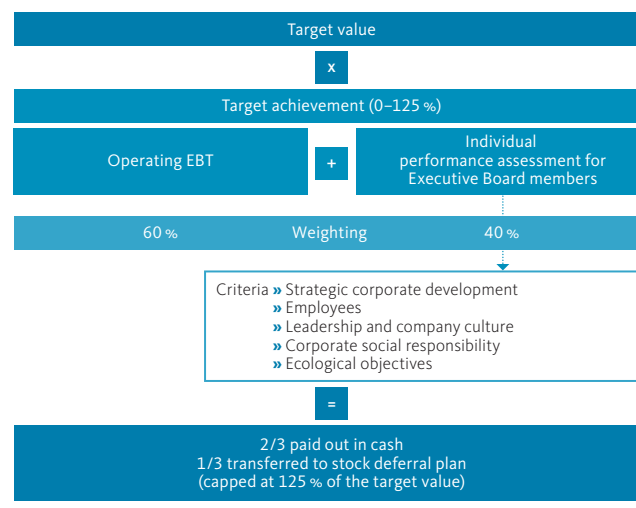 Target value
x
Target achievement (0–125 %)
Operating EBT
+
Individual
performance assessment for
Executive Board members
60 % Weighting 40 %
Criteria » Strategic corporate development
» Employees
» Leadership and company culture
» Corporate social responsibility
» Ecological objectives
=
2/3 paid out in cash
1/3 transferred to stock deferral plan
(capped at 125 % of the target value)